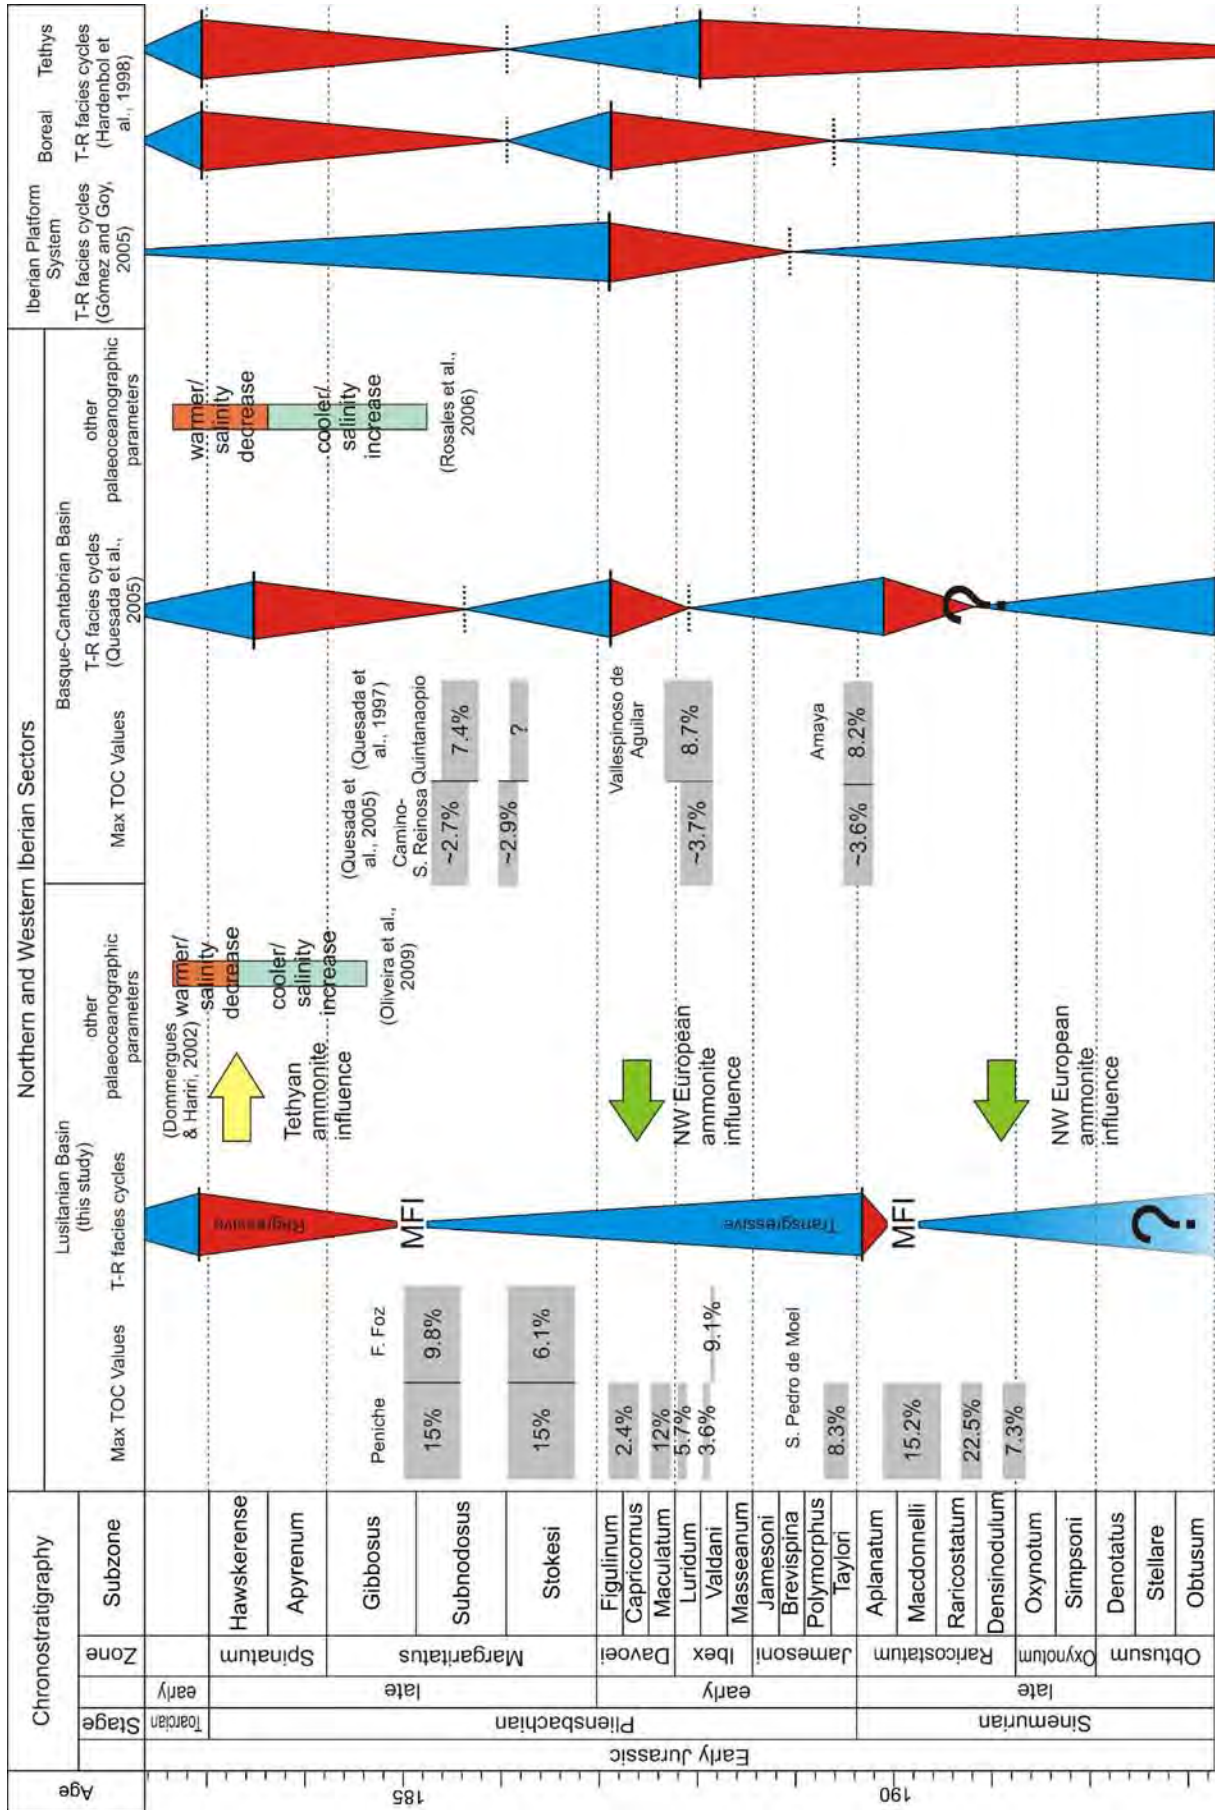 Northern and Western Iberian Sectors
Chronostratigraphy
Age
Stage
Zone
Subzone
Lusitanian Basin
(this study)
Max TOC Values
T-R facies cycles
other
palaeoceanographic
parameters
Basque-Cantabrian Basin
Max TOC Values
T-R facies cycles
(Quesada et al.,
2005)
other
palaeoceanographic
parameters
Iberian Platform
System
T-R facies cycles
(Gómez and Goy,
2005)
Boreal
Tethys
T-R facies cycles
(Hardenbol et
al., 1998)
185
190
Early Jurassic
Toarcian
Pliensbachian
Sinemurian
early
late
early
late
Spinatum
Margaritatus
Davoei
Ibex
Jamesoni
Raricostatum
Oxynotum
Obtusum
Hawskerense
Apyrenum
Gibbosus
Subnodosus
Stokesi
Figulinum
Capricornus
Maculatum
Luridum
Valdani
Masseanum
Jamesoni
Brevispina
Polymorphus
Taylori
Aplanatum
Macdonnelli
Raricostatum
Densinodulum
Oxynotum
Simpsoni
Denotatus
Stellare
Obtusum
Peniche
F. Foz
15%
9.8%
15%
6.1%
2.4%
12%
5.7%
3.6%
9.1%
S. Pedro de Moel
8.3%
15.2%
22.5%
7.3%
Regressive
MFI
Transgressive
MFI
?
(Dommergues
& Hariri, 2002)
Tethyan
ammonite
influence
warmer/
salinity
decrease
cooler/
salinity
increase
(Oliveira et al.,
2009)
NW European
ammonite
influence
NW European
ammonite
influence
(Quesada et
al., 2005)
(Quesada et
al., 1997)
Camino-
S. Reinosa
Quintanaopio
~2.7%
7.4%
~2.9%
?
Vallespinoso de
Aguilar
~3.7%
8.7%
Amaya
~3.6%
8.2%
?
warmer/
salinity
decrease
cooler/
salinity
increase
(Rosales et al.,
2006)